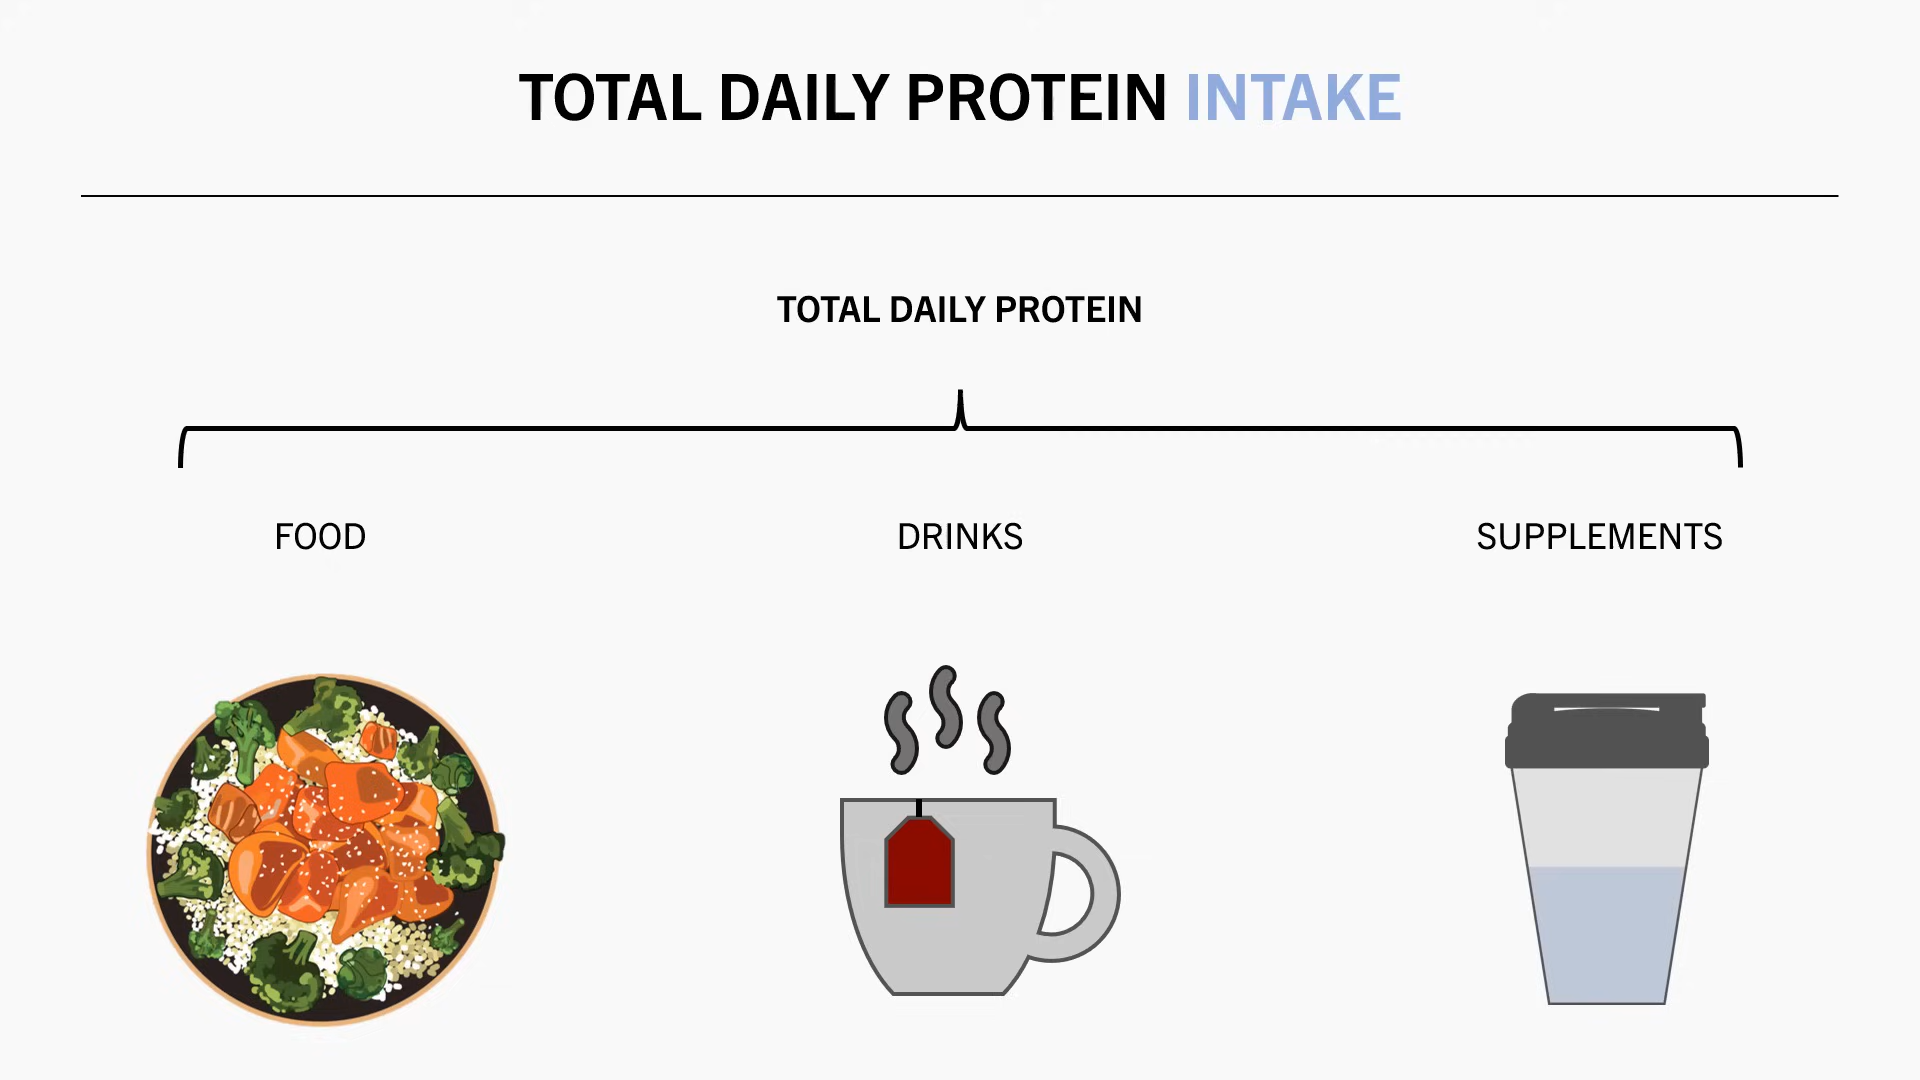 TOTAL DAILY PROTEIN INTAKE
TOTAL DAILY PROTEIN
FOOD
DRINKS
SUPPLEMENTS